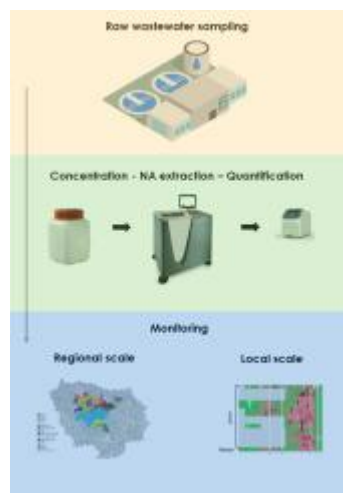 Raw wastewater sampling
Concentration - NA extraction – Quantification
Monitoring
Regional scale
Local scale